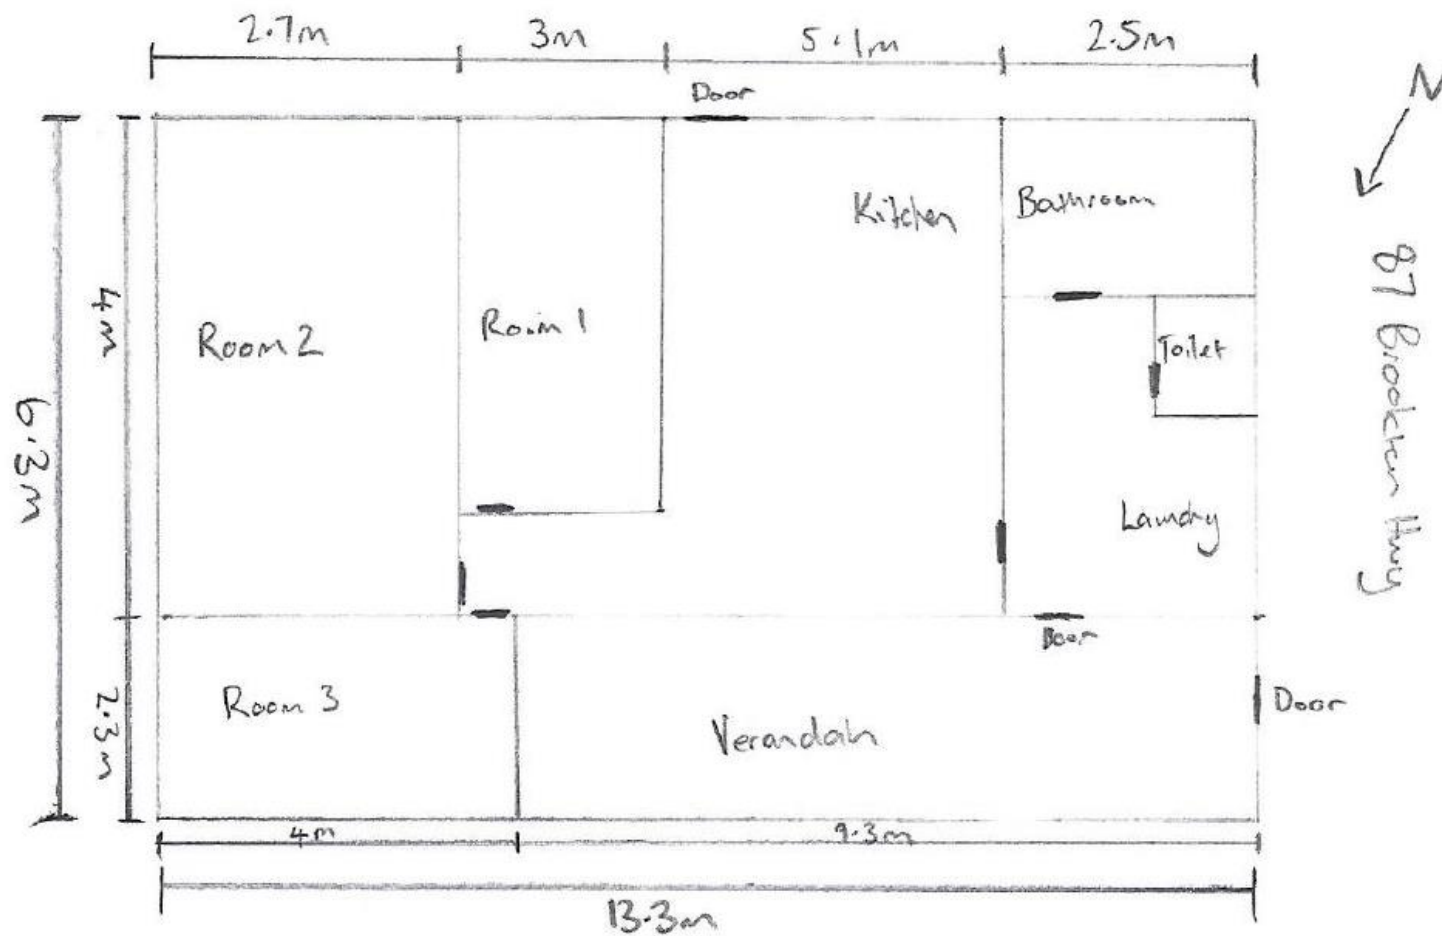 2.7m 3m 5.1m 2.5m
Door
N
Kitchen Bathroom
4m
Room 2 Room 1 Toilet
87 Brookton Hwy
6.3m
Laundry
Door
2.3m
Room 3 Verandah Door
4m 9.3m
13.3m